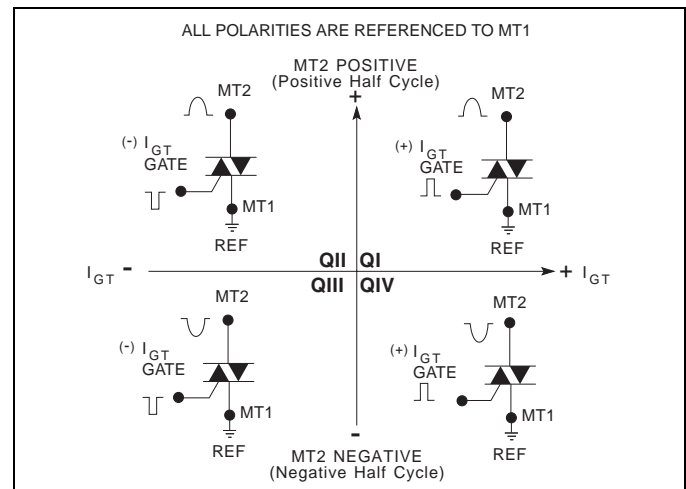 ALL POLARITIES ARE REFERENCED TO MT1
MT2 POSITIVE
(Positive Half Cycle)
+
MT2
(-) IGT
GATE
MT1
REF
MT2
(+) IGT
GATE
MT1
REF
IGT -
QII QI
QIII QIV
+ IGT
MT2
(-) IGT
GATE
MT1
REF
MT2
(+) IGT
GATE
MT1
REF
-
MT2 NEGATIVE
(Negative Half Cycle)